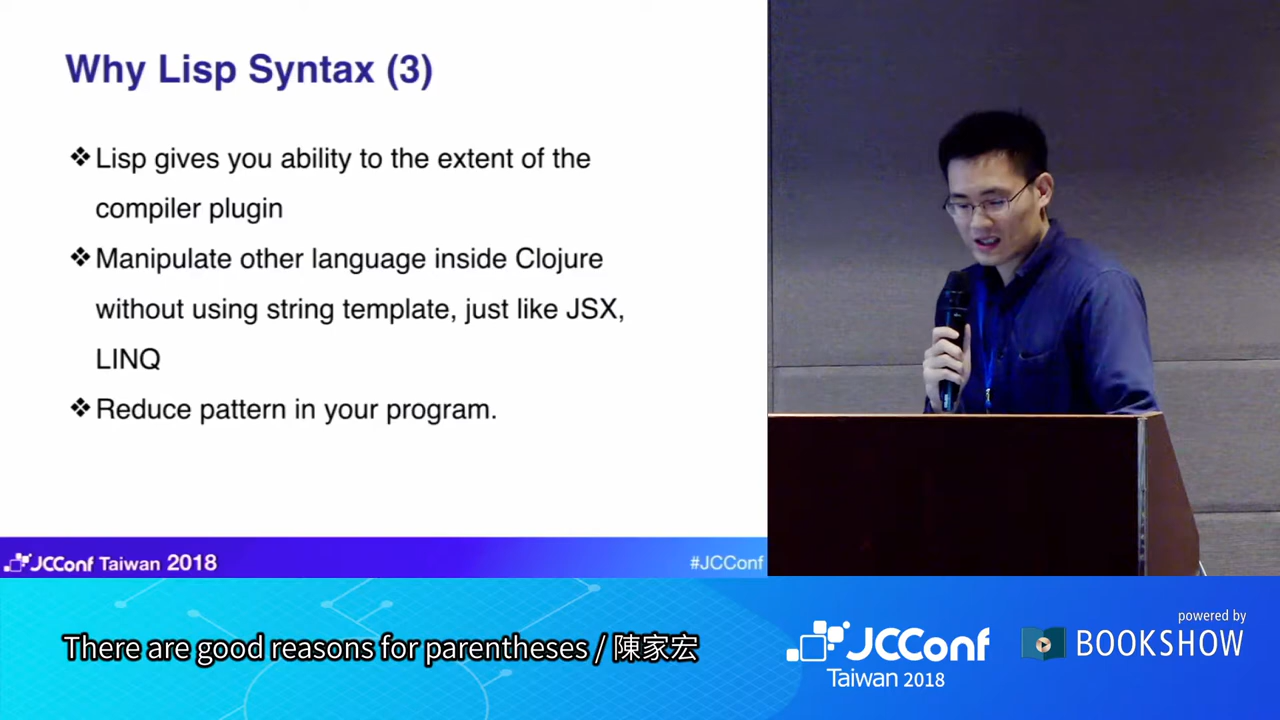 Why Lisp Syntax (3)
❖Lisp gives you ability to the extent of the
compiler plugin
❖Manipulate other language inside Clojure
without using string template, just like JSX,
LINQ
❖Reduce pattern in your program.
JCConf Taiwan 2018
#JCConf
There are good reasons for parentheses / 陳家宏
JCConf
Taiwan 2018
powered by
BOOKSHOW